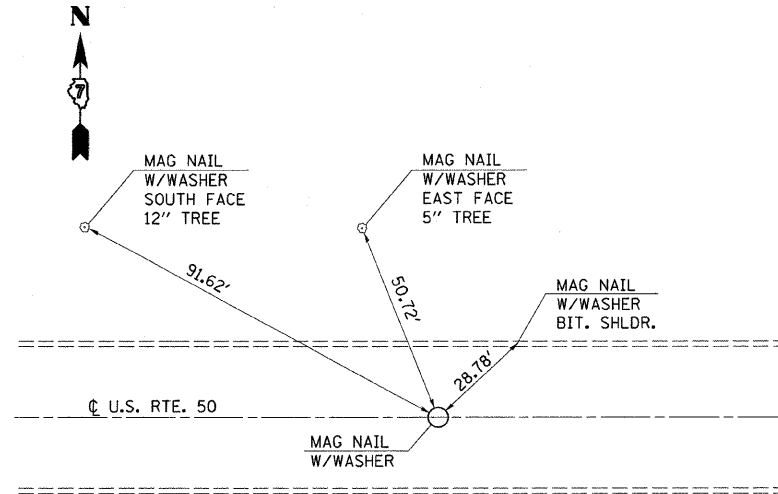 N
7
MAG NAIL
W/WASHER
SOUTH FACE
12" TREE
MAG NAIL
W/WASHER
EAST FACE
5" TREE
91.62'
50.72'
MAG NAIL
W/WASHER
BIT. SHLDR.
28.78'
℄ U.S. RTE. 50
MAG NAIL
W/WASHER